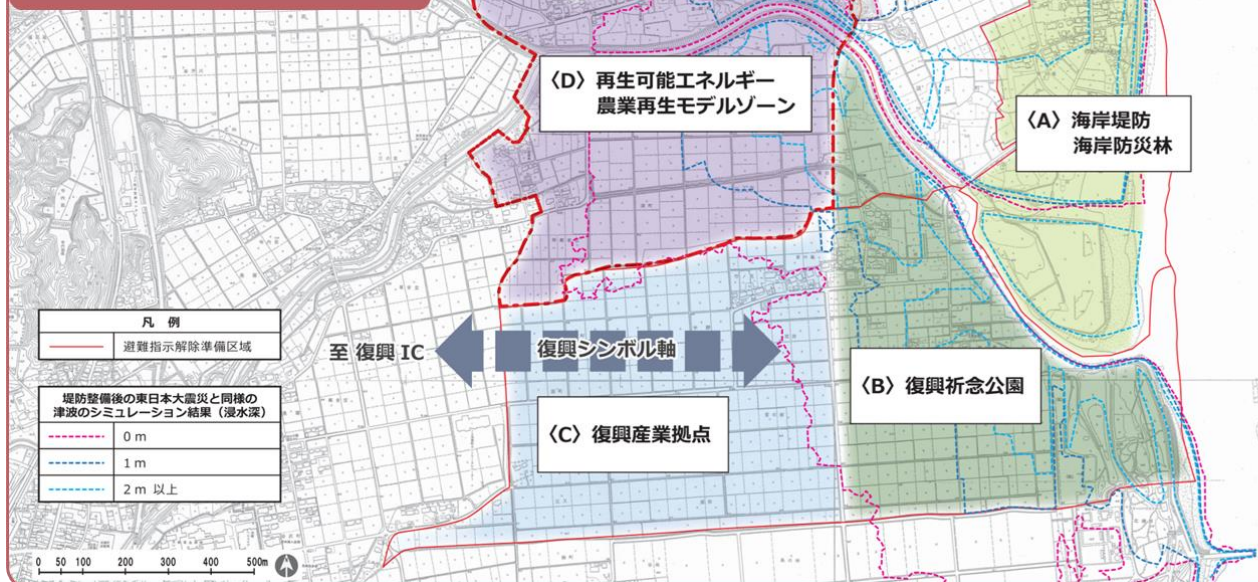 〈D〉再生可能エネルギー
農業再生モデルゾーン
〈A〉海岸堤防
海岸防災林
凡 例
避難指示解除準備区域
至 復興 IC
復興シンボル軸
〈B〉復興祈念公園
堤防整備後の東日本大震災と同様の
津波のシミュレーション結果（浸水深）
0 m
1 m
2 m 以上
〈C〉復興産業拠点
0 50 100 200 300 400 500m